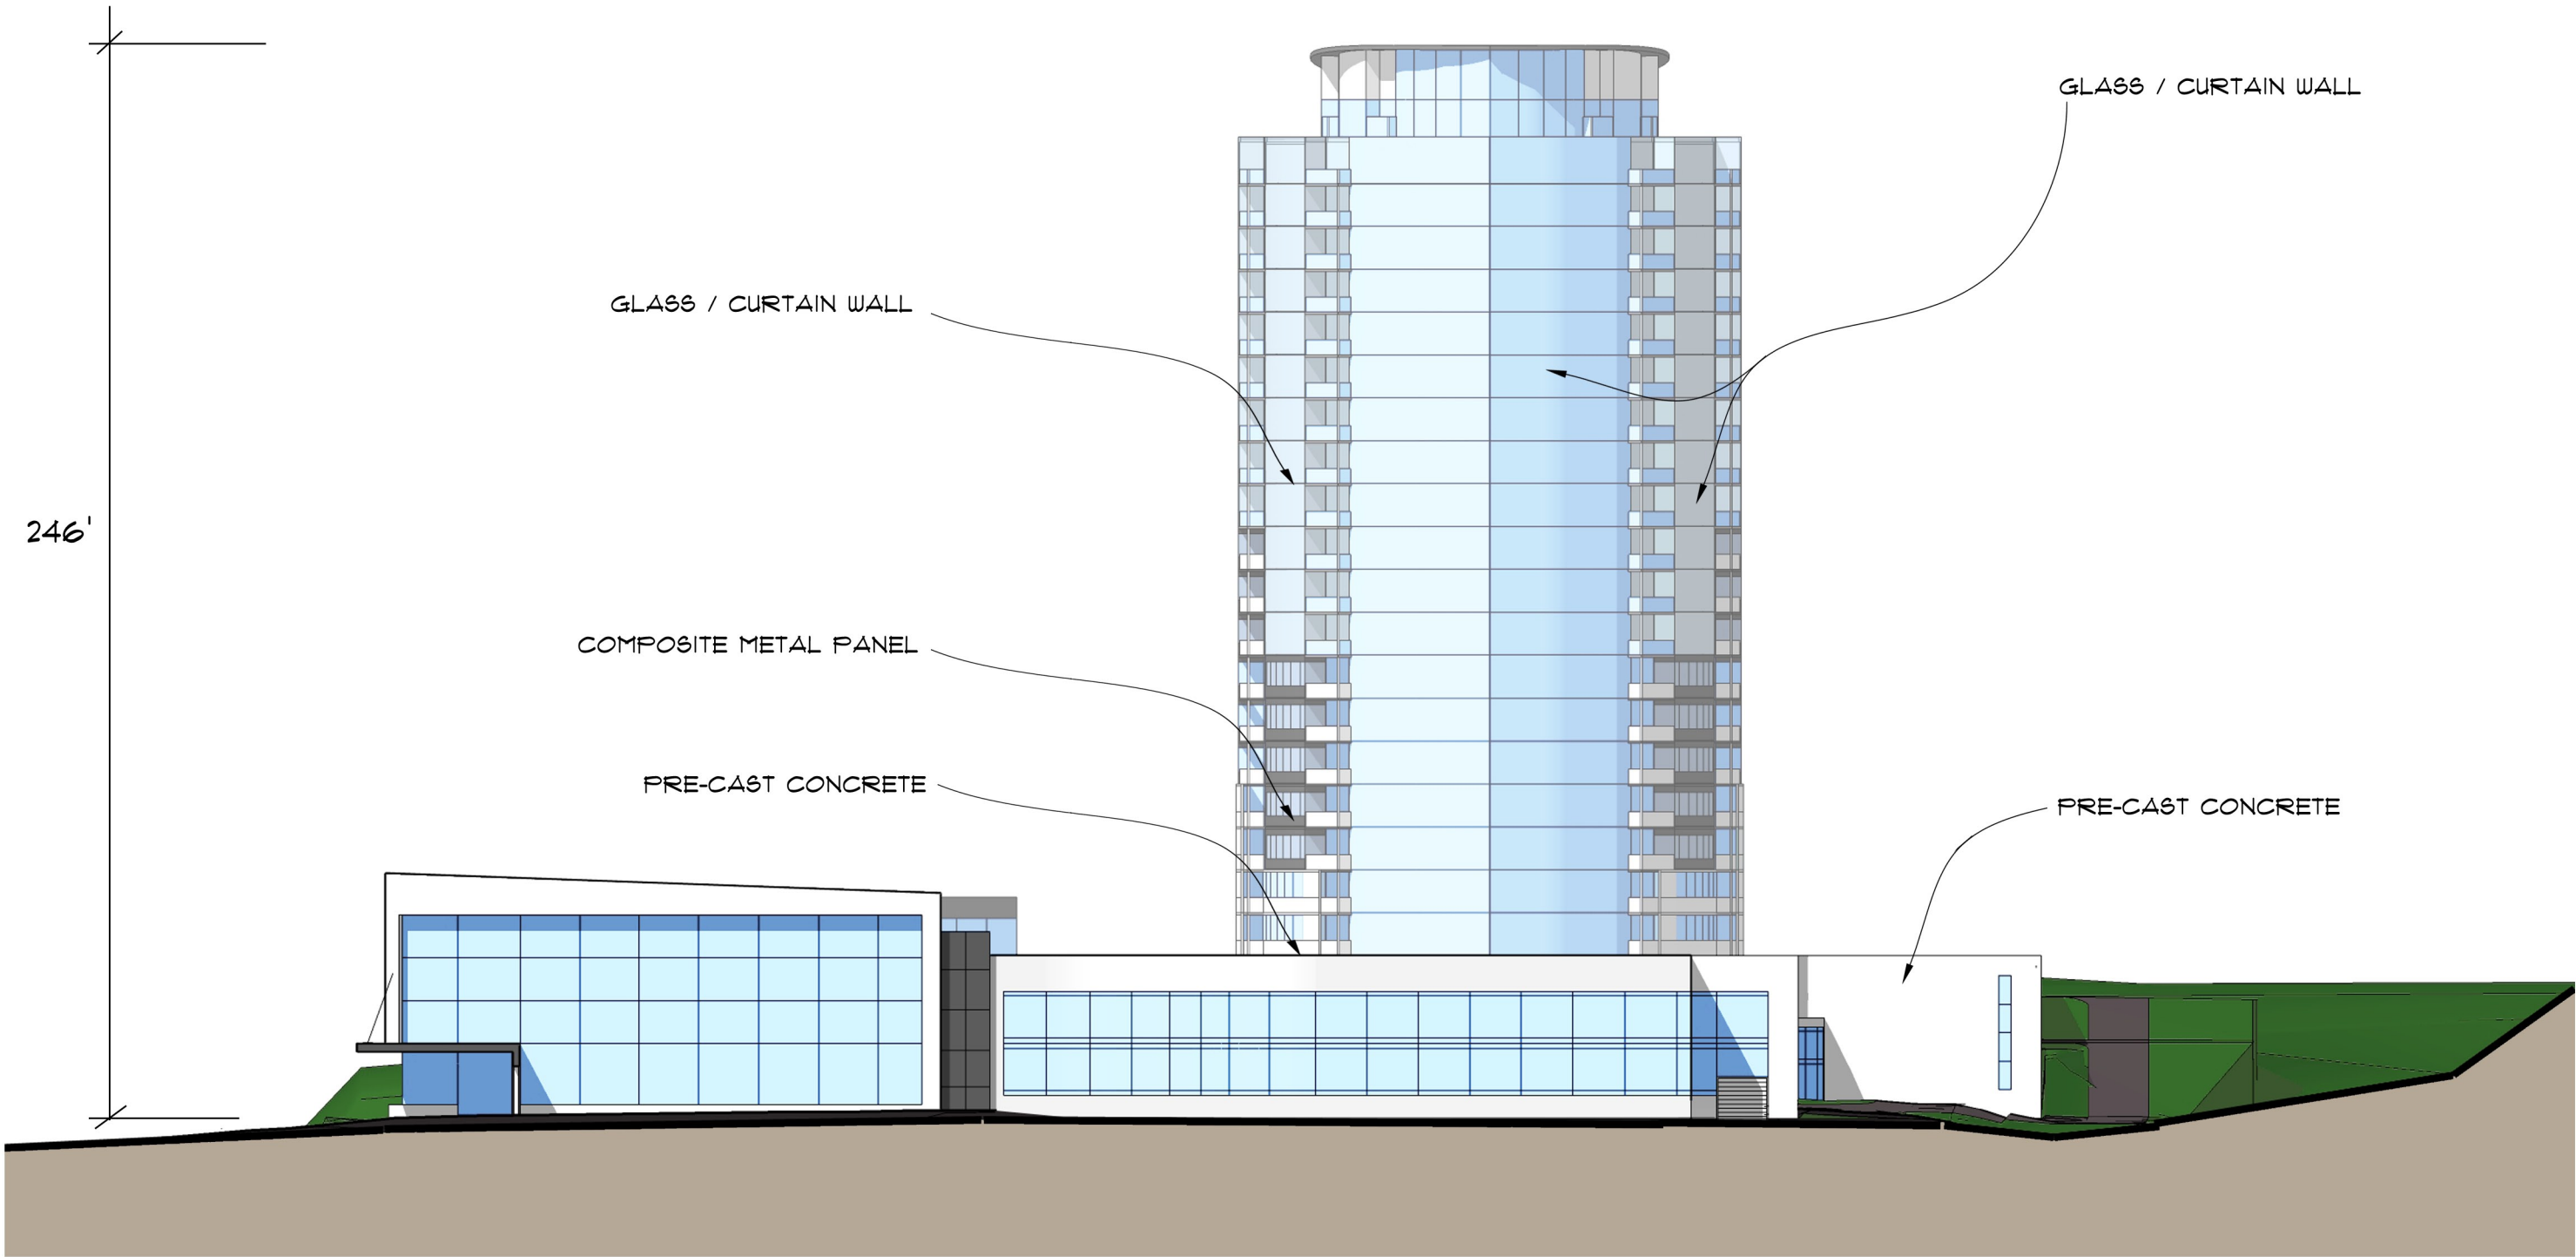 GLASS / CURTAIN WALL
GLASS / CURTAIN WALL
246'
COMPOSITE METAL PANEL
PRE-CAST CONCRETE
PRE-CAST CONCRETE